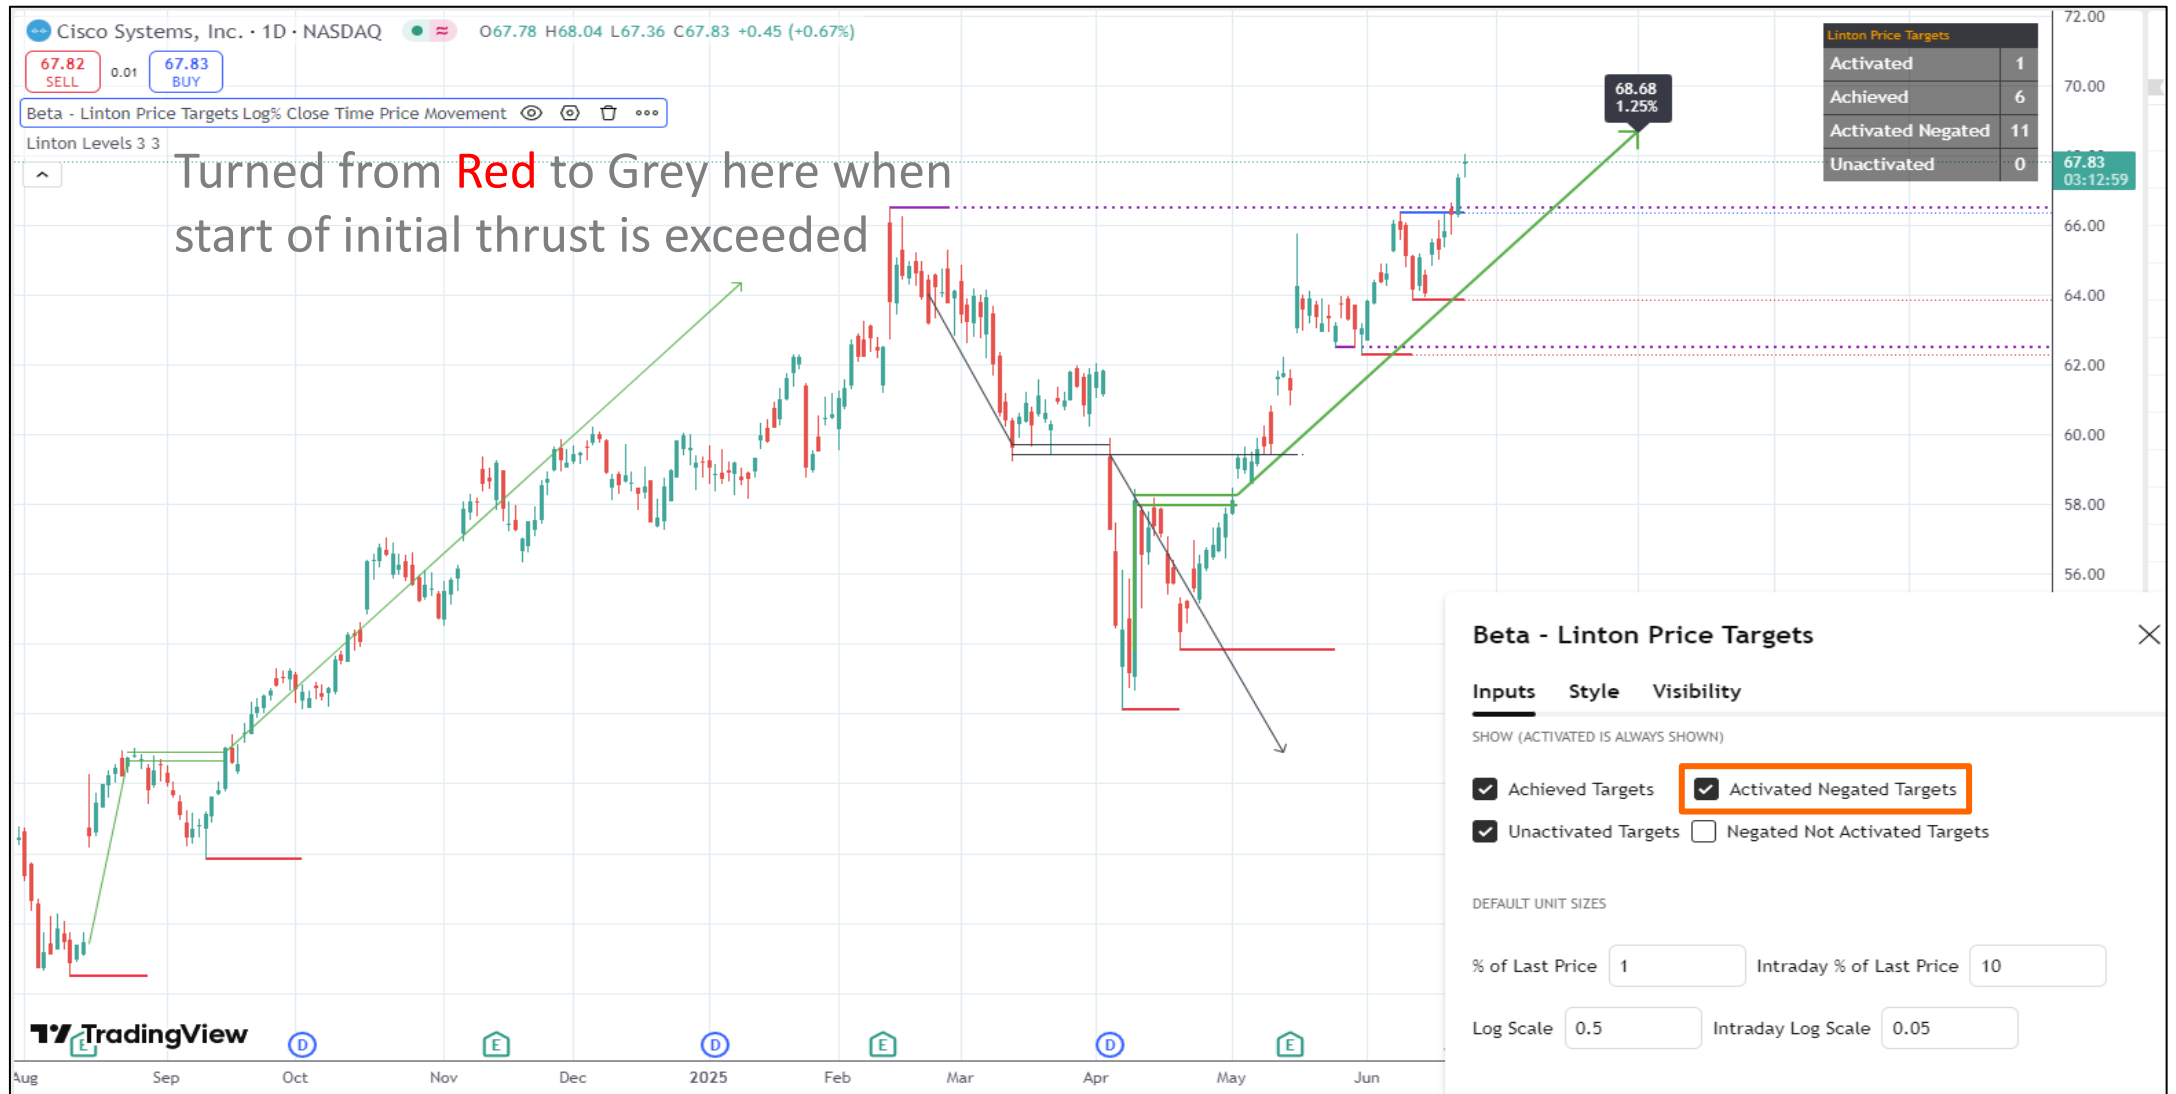 Cisco Systems, Inc. · 1D · NASDAQ O67.78 H68.04 L67.36 C67.83 +0.45 (+0.67%)
67.82 SELL 0.01 67.83 BUY
Beta - Linton Price Targets Log% Close Time Price Movement
Linton Levels 3 3
Turned from Red to Grey here when
start of initial thrust is exceeded
68.68
1.25%
Linton Price Targets
Activated 1
Achieved 6
Activated Negated 11
Unactivated 0
72.00
70.00
67.83
03:12:59
66.00
64.00
62.00
60.00
58.00
56.00
Beta - Linton Price Targets
Inputs Style Visibility
SHOW (ACTIVATED IS ALWAYS SHOWN)
Achieved Targets Activated Negated Targets
Unactivated Targets Negated Not Activated Targets
DEFAULT UNIT SIZES
% of Last Price 1 Intraday % of Last Price 10
Log Scale 0.5 Intraday Log Scale 0.05
TradingView
E D E D E D E
Aug Sep Oct Nov Dec 2025 Feb Mar Apr May Jun